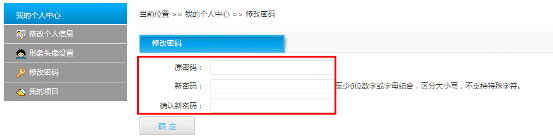 我的个人中心
修改个人信息
形象头像设置
修改密码
我的项目
当前位置 >> 我的个人中心 >> 修改密码
修改密码
原密码：
新密码：
至少6位数字或字母组合，区分大小写，不支持特殊字符。
确认新密码：
确 定